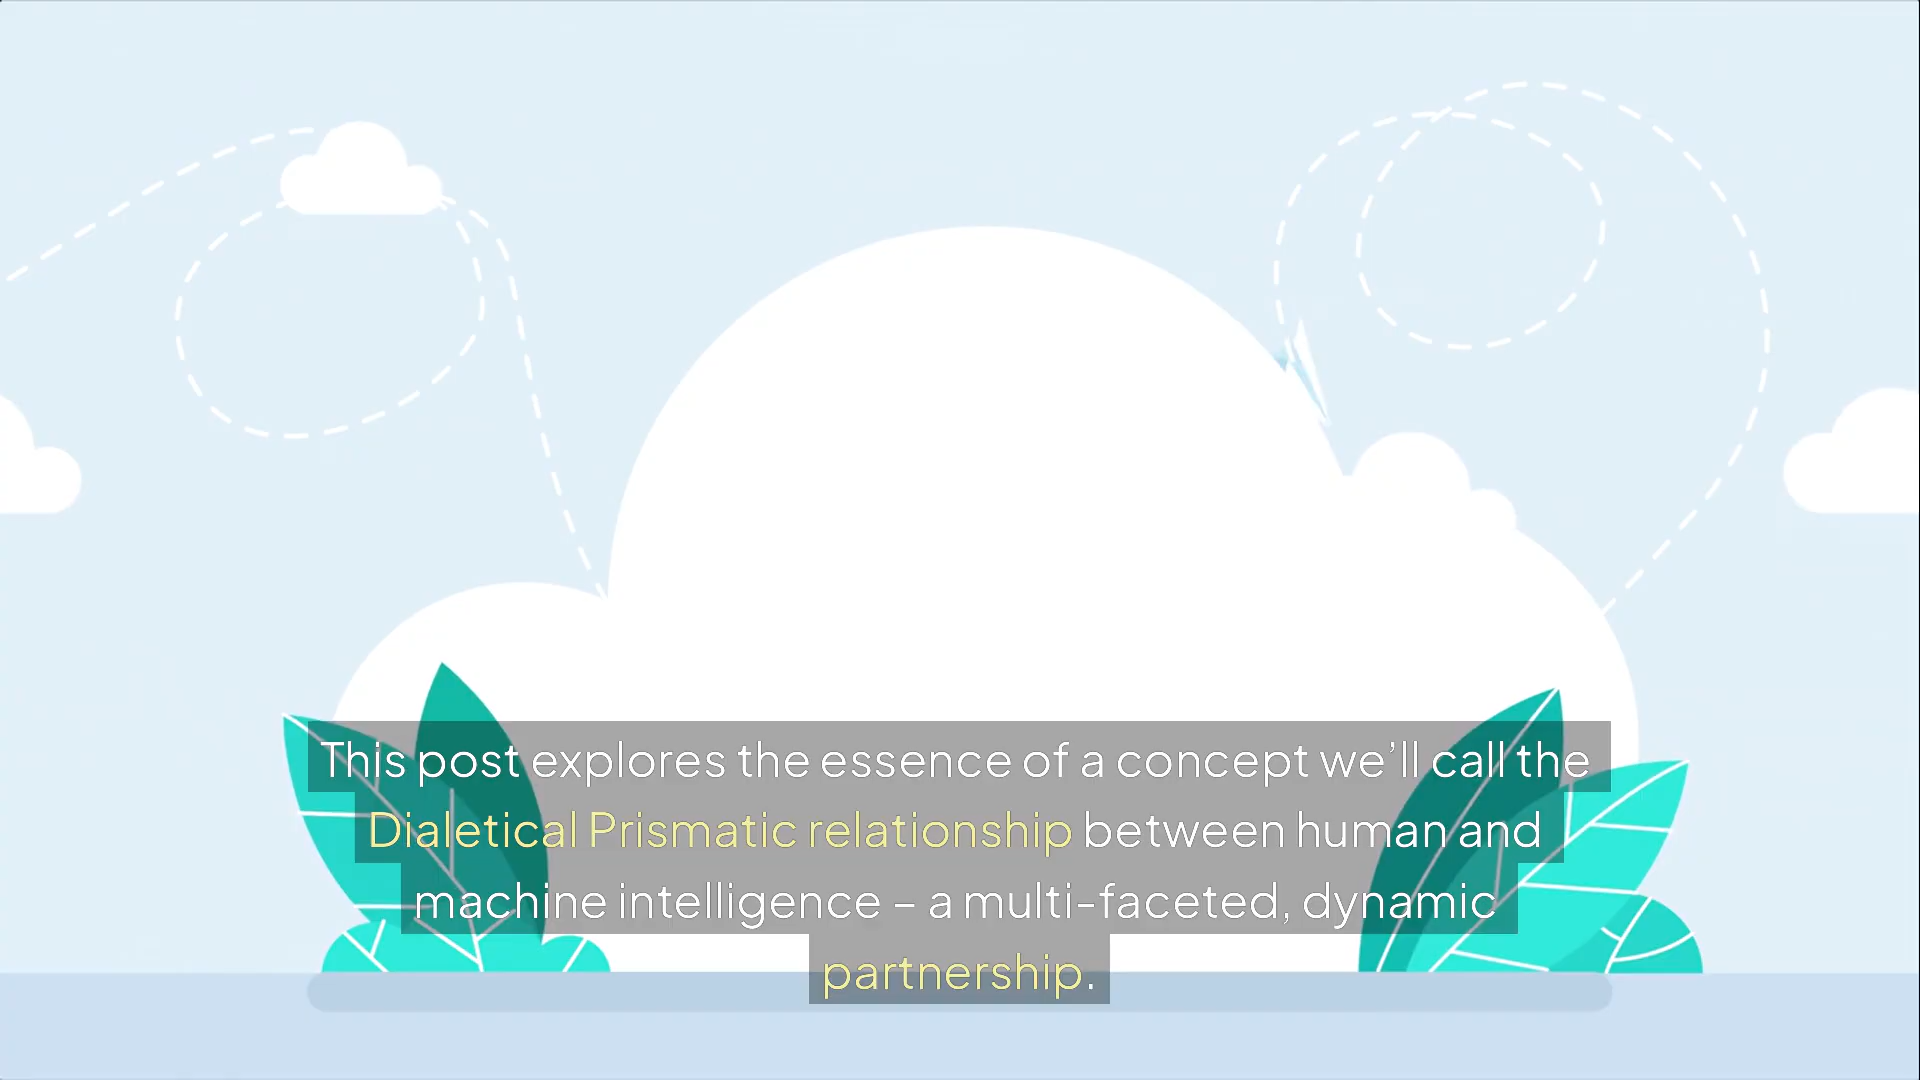 This post explores the essence of a concept we’ll call the
Dialetical Prismatic relationship between human and
machine intelligence – a multi-faceted, dynamic
partnership.